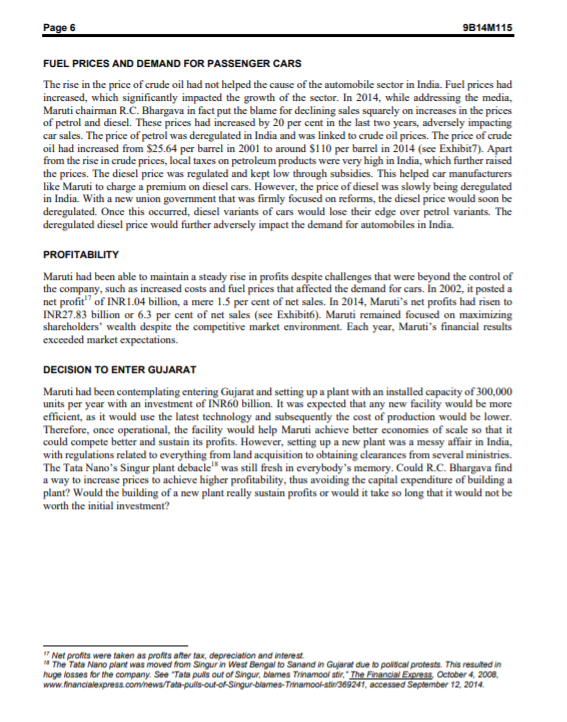 Page 6 9B14M115
FUEL PRICES AND DEMAND FOR PASSENGER CARS
The rise in the price of crude oil had not helped the cause of the automobile sector in India. Fuel prices had
increased, which significantly impacted the growth of the sector. In 2014, while addressing the media,
Maruti chairman R.C. Bhargava in fact put the blame for declining sales squarely on increases in the prices
of petrol and diesel. These prices had increased by 20 per cent in the last two years, adversely impacting
car sales. The price of petrol was deregulated in India and was linked to crude oil prices. The price of crude
oil had increased from $25.64 per barrel in 2001 to around $110 per barrel in 2014 (see Exhibit7). Apart
from the rise in crude prices, local taxes on petroleum products were very high in India, which further raised
the prices. The diesel price was regulated and kept low through subsidies. This helped car manufacturers
like Maruti to charge a premium on diesel cars. However, the price of diesel was slowly being deregulated
in India. With a new union government that was firmly focused on reforms, the diesel price would soon be
deregulated. Once this occurred, diesel variants of cars would lose their edge over petrol variants. The
deregulated diesel price would further adversely impact the demand for automobiles in India.
PROFITABILITY
Maruti had been able to maintain a steady rise in profits despite challenges that were beyond the control of
the company, such as increased costs and fuel prices that affected the demand for cars. In 2002, it posted a
net profit17 of INR1.04 billion, a mere 1.5 per cent of net sales. In 2014, Maruti's net profits had risen to
INR27.83 billion or 6.3 per cent of net sales (see Exhibit6). Maruti remained focused on maximizing
shareholders' wealth despite the competitive market environment. Each year, Maruti's financial results
exceeded market expectations.
DECISION TO ENTER GUJARAT
Maruti had been contemplating entering Gujarat and setting up a plant with an installed capacity of 300,000
units per year with an investment of INR60 billion. It was expected that any new facility would be more
efficient, as it would use the latest technology and subsequently the cost of production would be lower.
Therefore, once operational, the facility would help Maruti achieve better economies of scale so that it
could compete better and sustain its profits. However, setting up a new plant was a messy affair in India,
with regulations related to everything from land acquisition to obtaining clearances from several ministries.
The Tata Nano's Singur plant debacle18 was still fresh in everybody's memory. Could R.C. Bhargava find
a way to increase prices to achieve higher profitability, thus avoiding the capital expenditure of building a
plant? Would the building of a new plant really sustain profits or would it take so long that it would not be
worth the initial investment?
17 Net profits were taken as profits after tax, depreciation and interest.
18 The Tata Nano plant was moved from Singur in West Bengal to Sanand in Gujarat due to political protests. This resulted in
huge losses for the company. See "Tata pulls out of Singur, blames Trinamool stir," The Financial Express, October 4, 2008,
www.financialexpress.com/news/Tata-pulls-out-of-Singur-blames-Trinamool-stir/369241, accessed September 12, 2014.